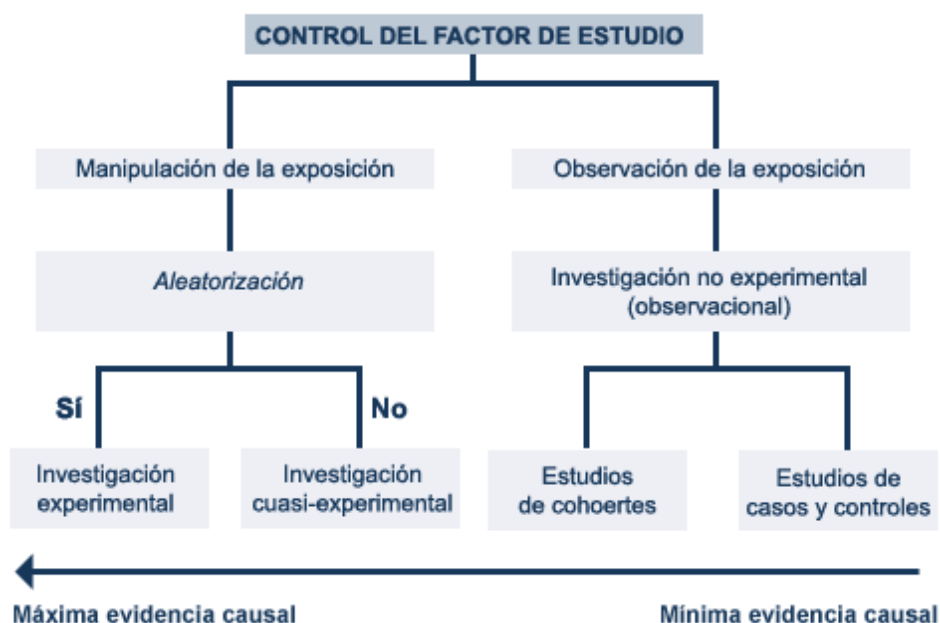 CONTROL DEL FACTOR DE ESTUDIO
Manipulación de la exposición
Observación de la exposición
Aleatorización
Investigación no experimental
(observacional)
Sí
No
Investigación
experimental
Investigación
cuasi-experimental
Estudios
de cohoertes
Estudios de
casos y controles
Máxima evidencia causal
Mínima evidencia causal